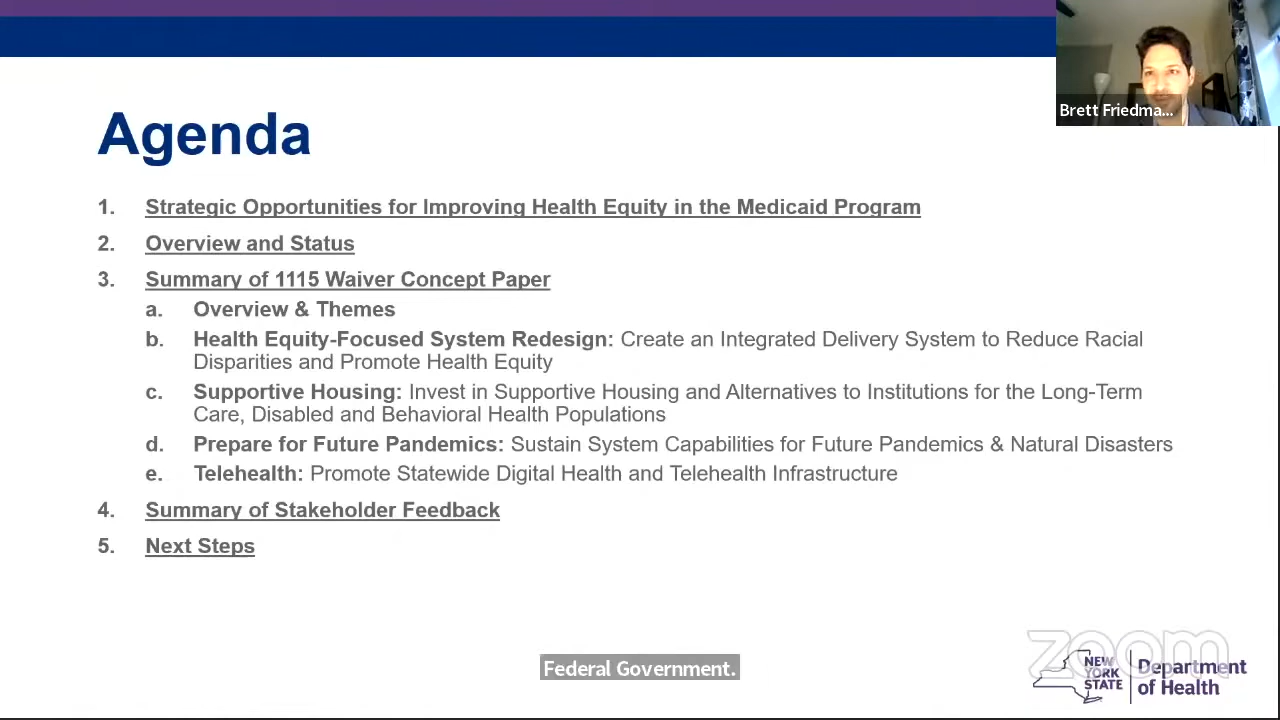 Agenda
1. Strategic Opportunities for Improving Health Equity in the Medicaid Program
2. Overview and Status
3. Summary of 1115 Waiver Concept Paper
a. Overview & Themes
b. Health Equity-Focused System Redesign: Create an Integrated Delivery System to Reduce Racial
Disparities and Promote Health Equity
c. Supportive Housing: Invest in Supportive Housing and Alternatives to Institutions for the Long-Term
Care, Disabled and Behavioral Health Populations
d. Prepare for Future Pandemics: Sustain System Capabilities for Future Pandemics & Natural Disasters
e. Telehealth: Promote Statewide Digital Health and Telehealth Infrastructure
4. Summary of Stakeholder Feedback
5. Next Steps
Brett Friedma...
Federal Government.
zoom
NEW
YORK
STATE
Department
of Health